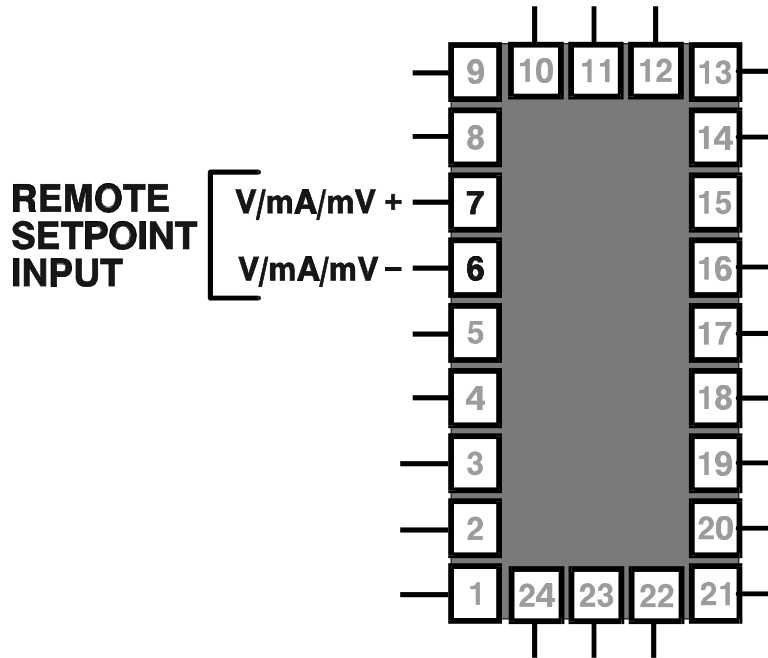 10 11 12
9 13
8 14
REMOTE
SETPOINT
INPUT
V/mA/mV + 7 15
V/mA/mV – 6 16
5 17
4 18
3 19
2 20
1 24 23 22 21